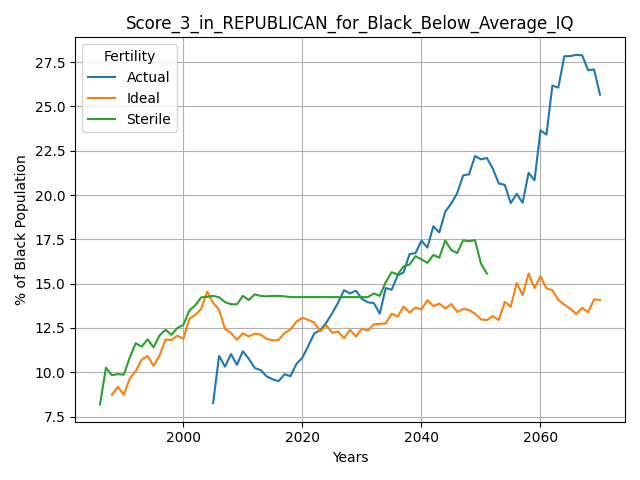 Score_3_in_REPUBLICAN_for_Black_Below_Average_IQ
Fertility
Actual
Ideal
Sterile
% of Black Population
27.5
25.0
22.5
20.0
17.5
15.0
12.5
10.0
7.5
2000 2020 2040 2060
Years